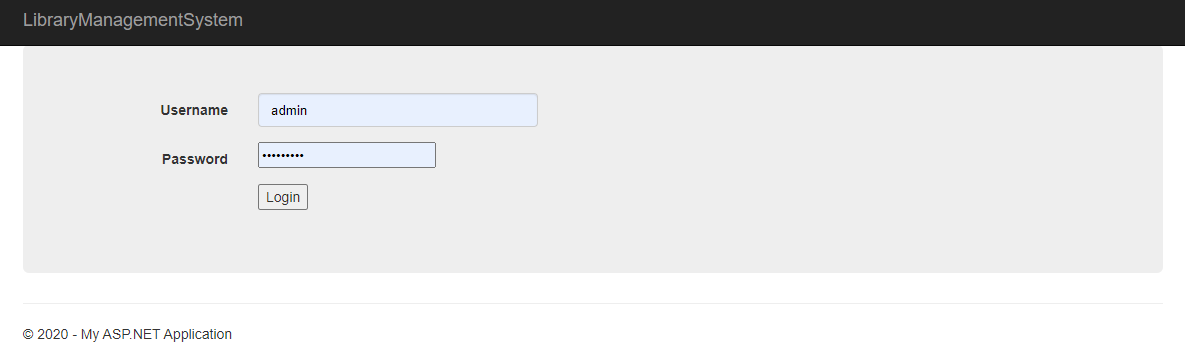 LibraryManagementSystem
Username admin
Password •••••••••
Login
© 2020 - My ASP.NET Application